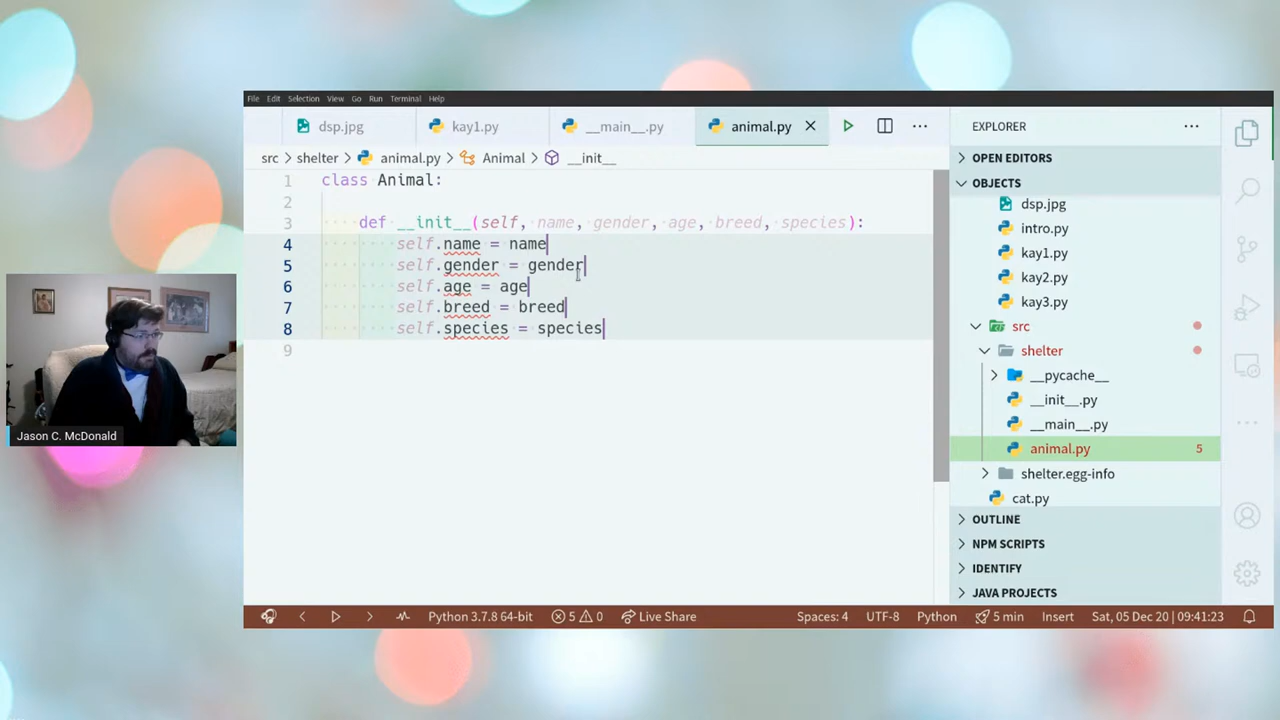 File Edit Selection View Go Run Terminal Help
dsp.jpg kay1.py __main__.py animal.py
src > shelter > animal.py > Animal > __init__
1 class Animal:
2
3 def __init__(self, name, gender, age, breed, species):
4 self.name = name
5 self.gender = gender
6 self.age = age
7 self.breed = breed
8 self.species = species
9
EXPLORER
OPEN EDITORS
OBJECTS
dsp.jpg
intro.py
kay1.py
kay2.py
kay3.py
src
shelter
__pycache__
__init__.py
__main__.py
animal.py 5
shelter.egg-info
cat.py
OUTLINE
NPM SCRIPTS
IDENTIFY
JAVA PROJECTS
Jason C. McDonald
Python 3.7.8 64-bit 5 0 Live Share Spaces: 4 UTF-8 Python 5 min Insert Sat, 05 Dec 20, 09:41:23